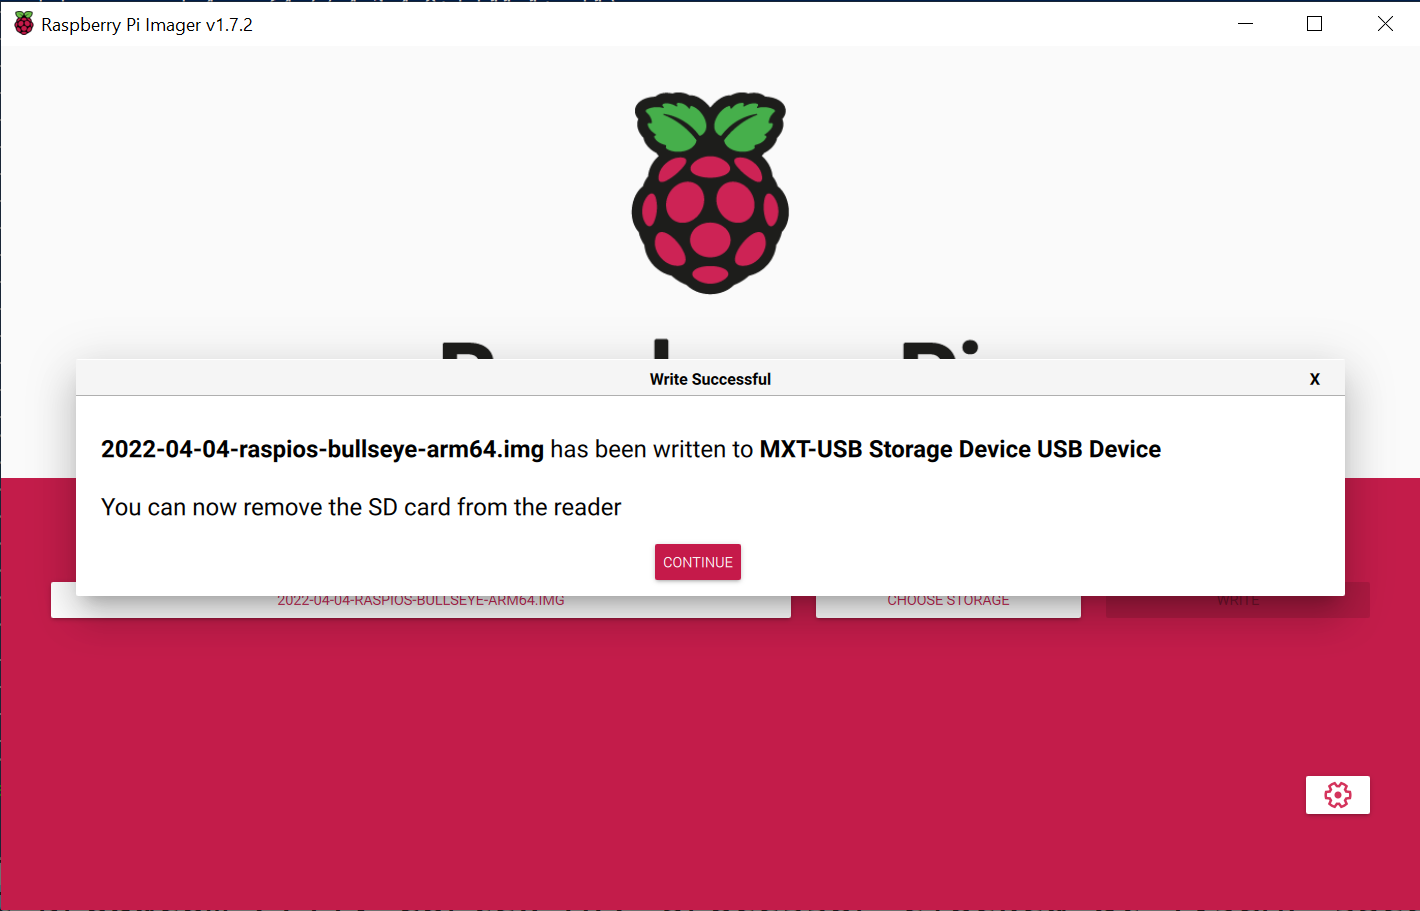 Raspberry Pi Imager v1.7.2
Write Successful
X
2022-04-04-raspios-bullseye-arm64.img has been written to MXT-USB Storage Device USB Device
You can now remove the SD card from the reader
CONTINUE
2022-04-04-RASPIOS-BULLSEYE-ARM64.IMG
CHOOSE STORAGE
WRITE